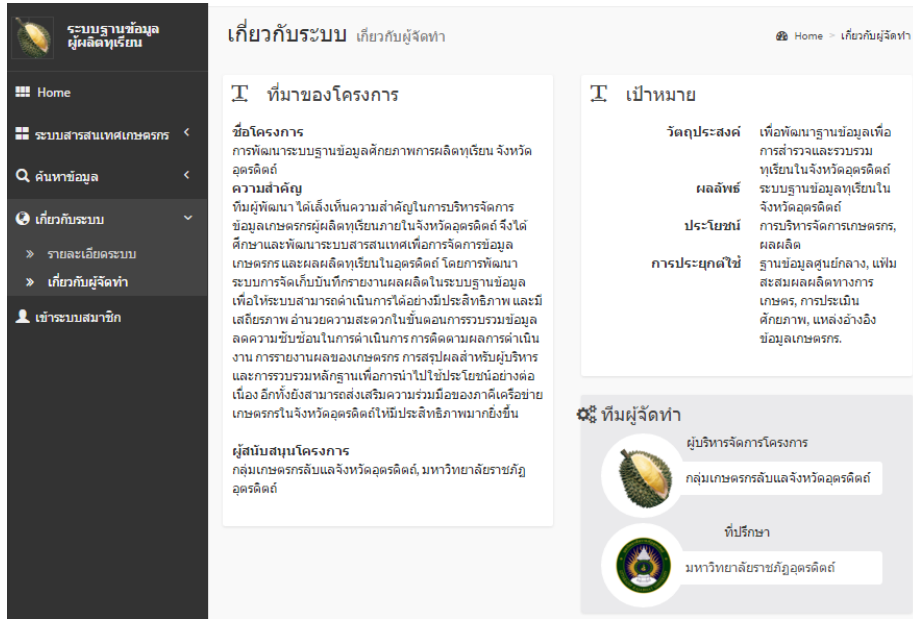 ระบบฐานข้อมูล
ผู้ผลิตทุเรียน
Home
ระบบสารสนเทศเกษตรกร
ค้นหาข้อมูล
เกี่ยวกับระบบ
» รายละเอียดระบบ
» เกี่ยวกับผู้จัดทำ
เข้าระบบสมาชิก
เกี่ยวกับระบบ เกี่ยวกับผู้จัดทำ
Home > เกี่ยวกับผู้จัดทำ
ที่มาของโครงการ
ชื่อโครงการ
การพัฒนาระบบฐานข้อมูลศักยภาพการผลิตทุเรียน จังหวัด
อุตรดิตถ์
ความสำคัญ
ทีมผู้พัฒนา ได้เล็งเห็นความสำคัญในการบริหารจัดการ
ข้อมูลเกษตรกรผู้ผลิตทุเรียนภายในจังหวัดอุตรดิตถ์ จึงได้
ศึกษาและพัฒนาระบบสารสนเทศเพื่อการจัดการข้อมูล
เกษตรกร และผลผลิตทุเรียนในอุตรดิตถ์ โดยการพัฒนา
ระบบการจัดเก็บบันทึกรายงานผลผลิตในระบบฐานข้อมูล
เพื่อให้ระบบสามารถดำเนินการได้อย่างมีประสิทธิภาพ และมี
เสถียรภาพ อำนวยความสะดวกในขั้นตอนการรวบรวมข้อมูล
ลดความซับซ้อนในการดำเนินการ การติดตามผลการดำเนิน
งาน การรายงานผลของเกษตรกร การสรุปผลสำหรับผู้บริหาร
และการรวบรวมหลักฐานเพื่อการนำไปใช้ประโยชน์อย่างต่อ
เนื่อง อีกทั้งยังสามารถส่งเสริมความร่วมมือของภาคีเครือข่าย
เกษตรกรในจังหวัดอุตรดิตถ์ให้มีประสิทธิภาพมากยิ่งขึ้น
ผู้สนับสนุนโครงการ
กลุ่มเกษตรกรลับแลจังหวัดอุตรดิตถ์, มหาวิทยาลัยราชภัฏ
อุตรดิตถ์
เป้าหมาย
วัตถุประสงค์ เพื่อพัฒนาฐานข้อมูลเพื่อ
การสำรวจและรวบรวม
ทุเรียนในจังหวัดอุตรดิตถ์
ผลลัพธ์ ระบบฐานข้อมูลทุเรียนใน
จังหวัดอุตรดิตถ์
ประโยชน์ การบริหารจัดการเกษตรกร,
ผลผลิต
การประยุกต์ใช้ ฐานข้อมูลศูนย์กลาง, แฟ้ม
สะสมผลผลิตทางการ
เกษตร, การประเมิน
ศักยภาพ, แหล่งอ้างอิง
ข้อมูลเกษตรกร.
ทีมผู้จัดทำ
ผู้บริหารจัดการโครงการ
กลุ่มเกษตรกรลับแลจังหวัดอุตรดิตถ์
ที่ปรึกษา
มหาวิทยาลัยราชภัฏอุตรดิตถ์